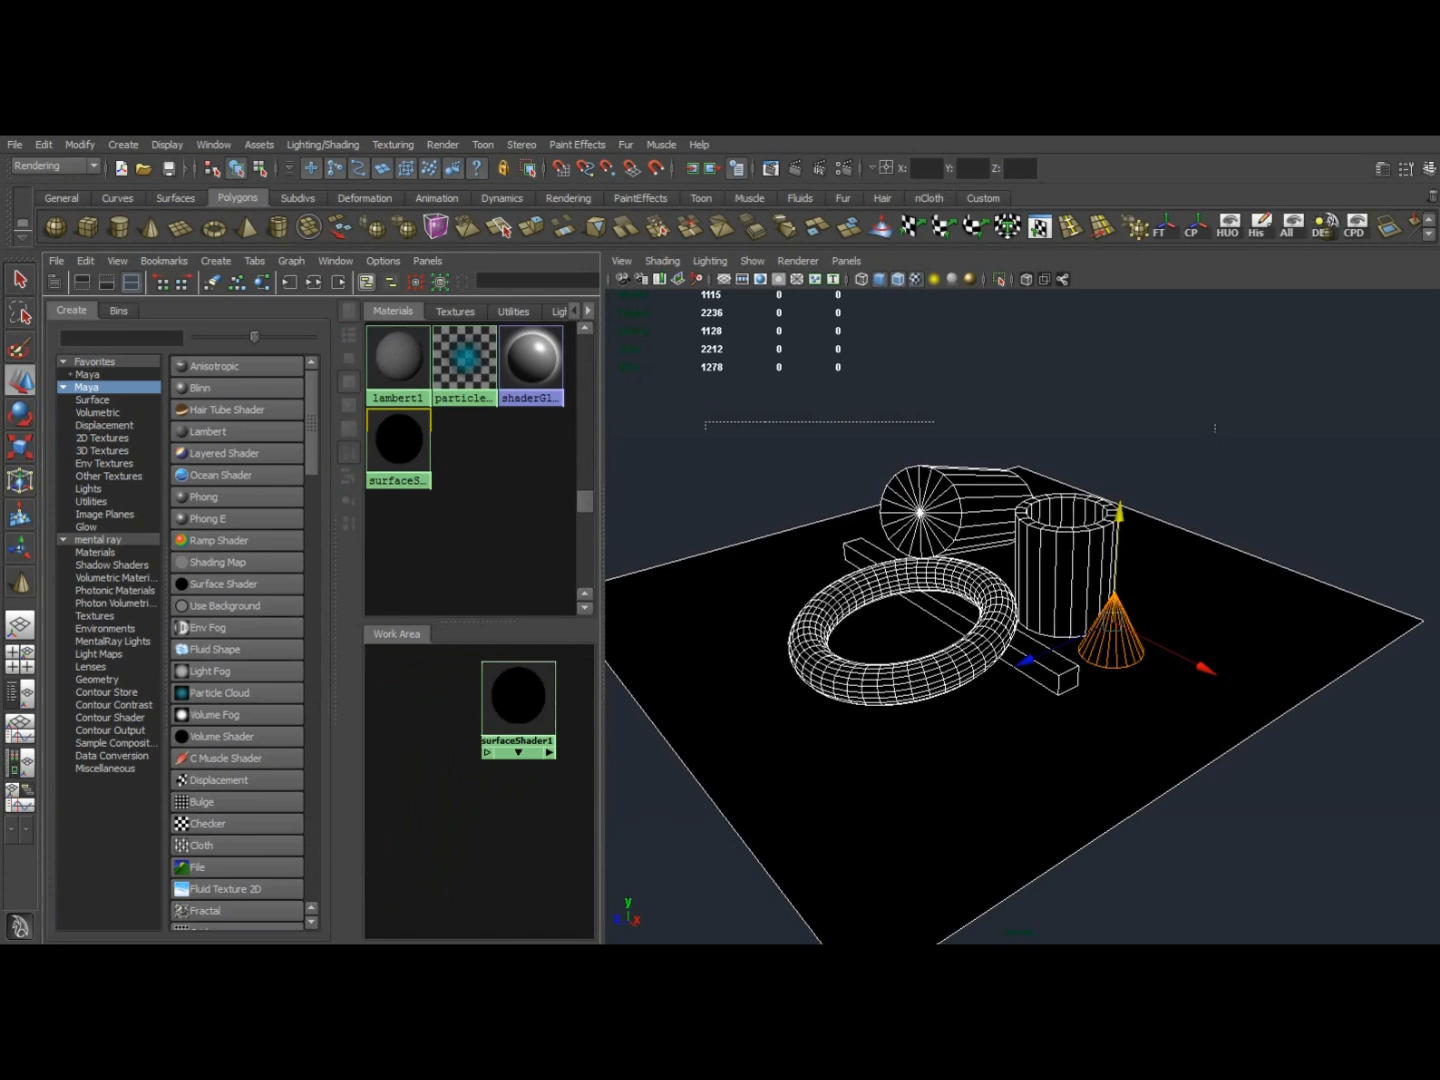 File Edit Modify Create Display Window Assets Lighting/Shading Texturing Render Toon Stereo Paint Effects Fur Muscle Help
Rendering X: Y: Z:
General Curves Surfaces Polygons Subdivs Deformation Animation Dynamics Rendering PaintEffects Toon Muscle Fluids Fur Hair nCloth Custom
FT CP HUO His All CPD
File Edit View Bookmarks Create Tabs Graph Window Options Panels
View Shading Lighting Show Renderer Panels
Create Bins
Materials Textures Utilities Ligh
1115 0 0
2236 0 0
1128 0 0
2212 0 0
1278 0 0
Favorites
+ Maya
Maya
Surface
Volumetric
Displacement
2D Textures
3D Textures
Env Textures
Other Textures
Lights
Utilities
Image Planes
Glow
mental ray
Materials
Shadow Shaders
Volumetric Materi...
Photonic Materials
Photon Volumetri...
Textures
Environments
MentalRay Lights
Light Maps
Lenses
Geometry
Contour Store
Contour Contrast
Contour Shader
Contour Output
Sample Composit...
Data Conversion
Miscellaneous
Anisotropic
Blinn
Hair Tube Shader
Lambert
Layered Shader
Ocean Shader
Phong
Phong E
Ramp Shader
Shading Map
Surface Shader
Use Background
Env Fog
Fluid Shape
Light Fog
Particle Cloud
Volume Fog
Volume Shader
C Muscle Shader
Displacement
Bulge
Checker
Cloth
File
Fluid Texture 2D
Fractal
lambert1 particle... shaderGl...
surfaceS...
Work Area
surfaceShader1
y
x